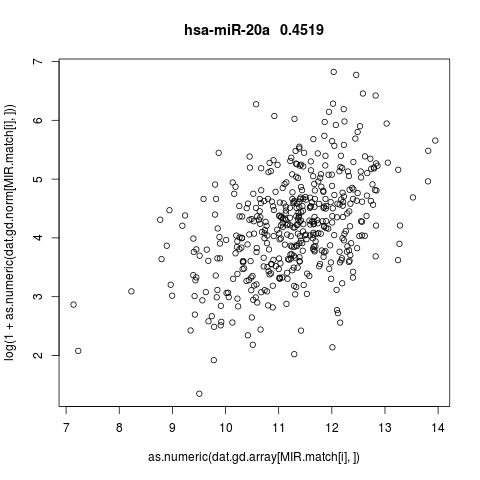 hsa-miR-20a 0.4519
log(1 + as.numeric(dat.gd.norm[MIR.match[i], ]))
7
6
5
4
3
2
7 8 9 10 11 12 13 14
as.numeric(dat.gd.array[MIR.match[i], ])